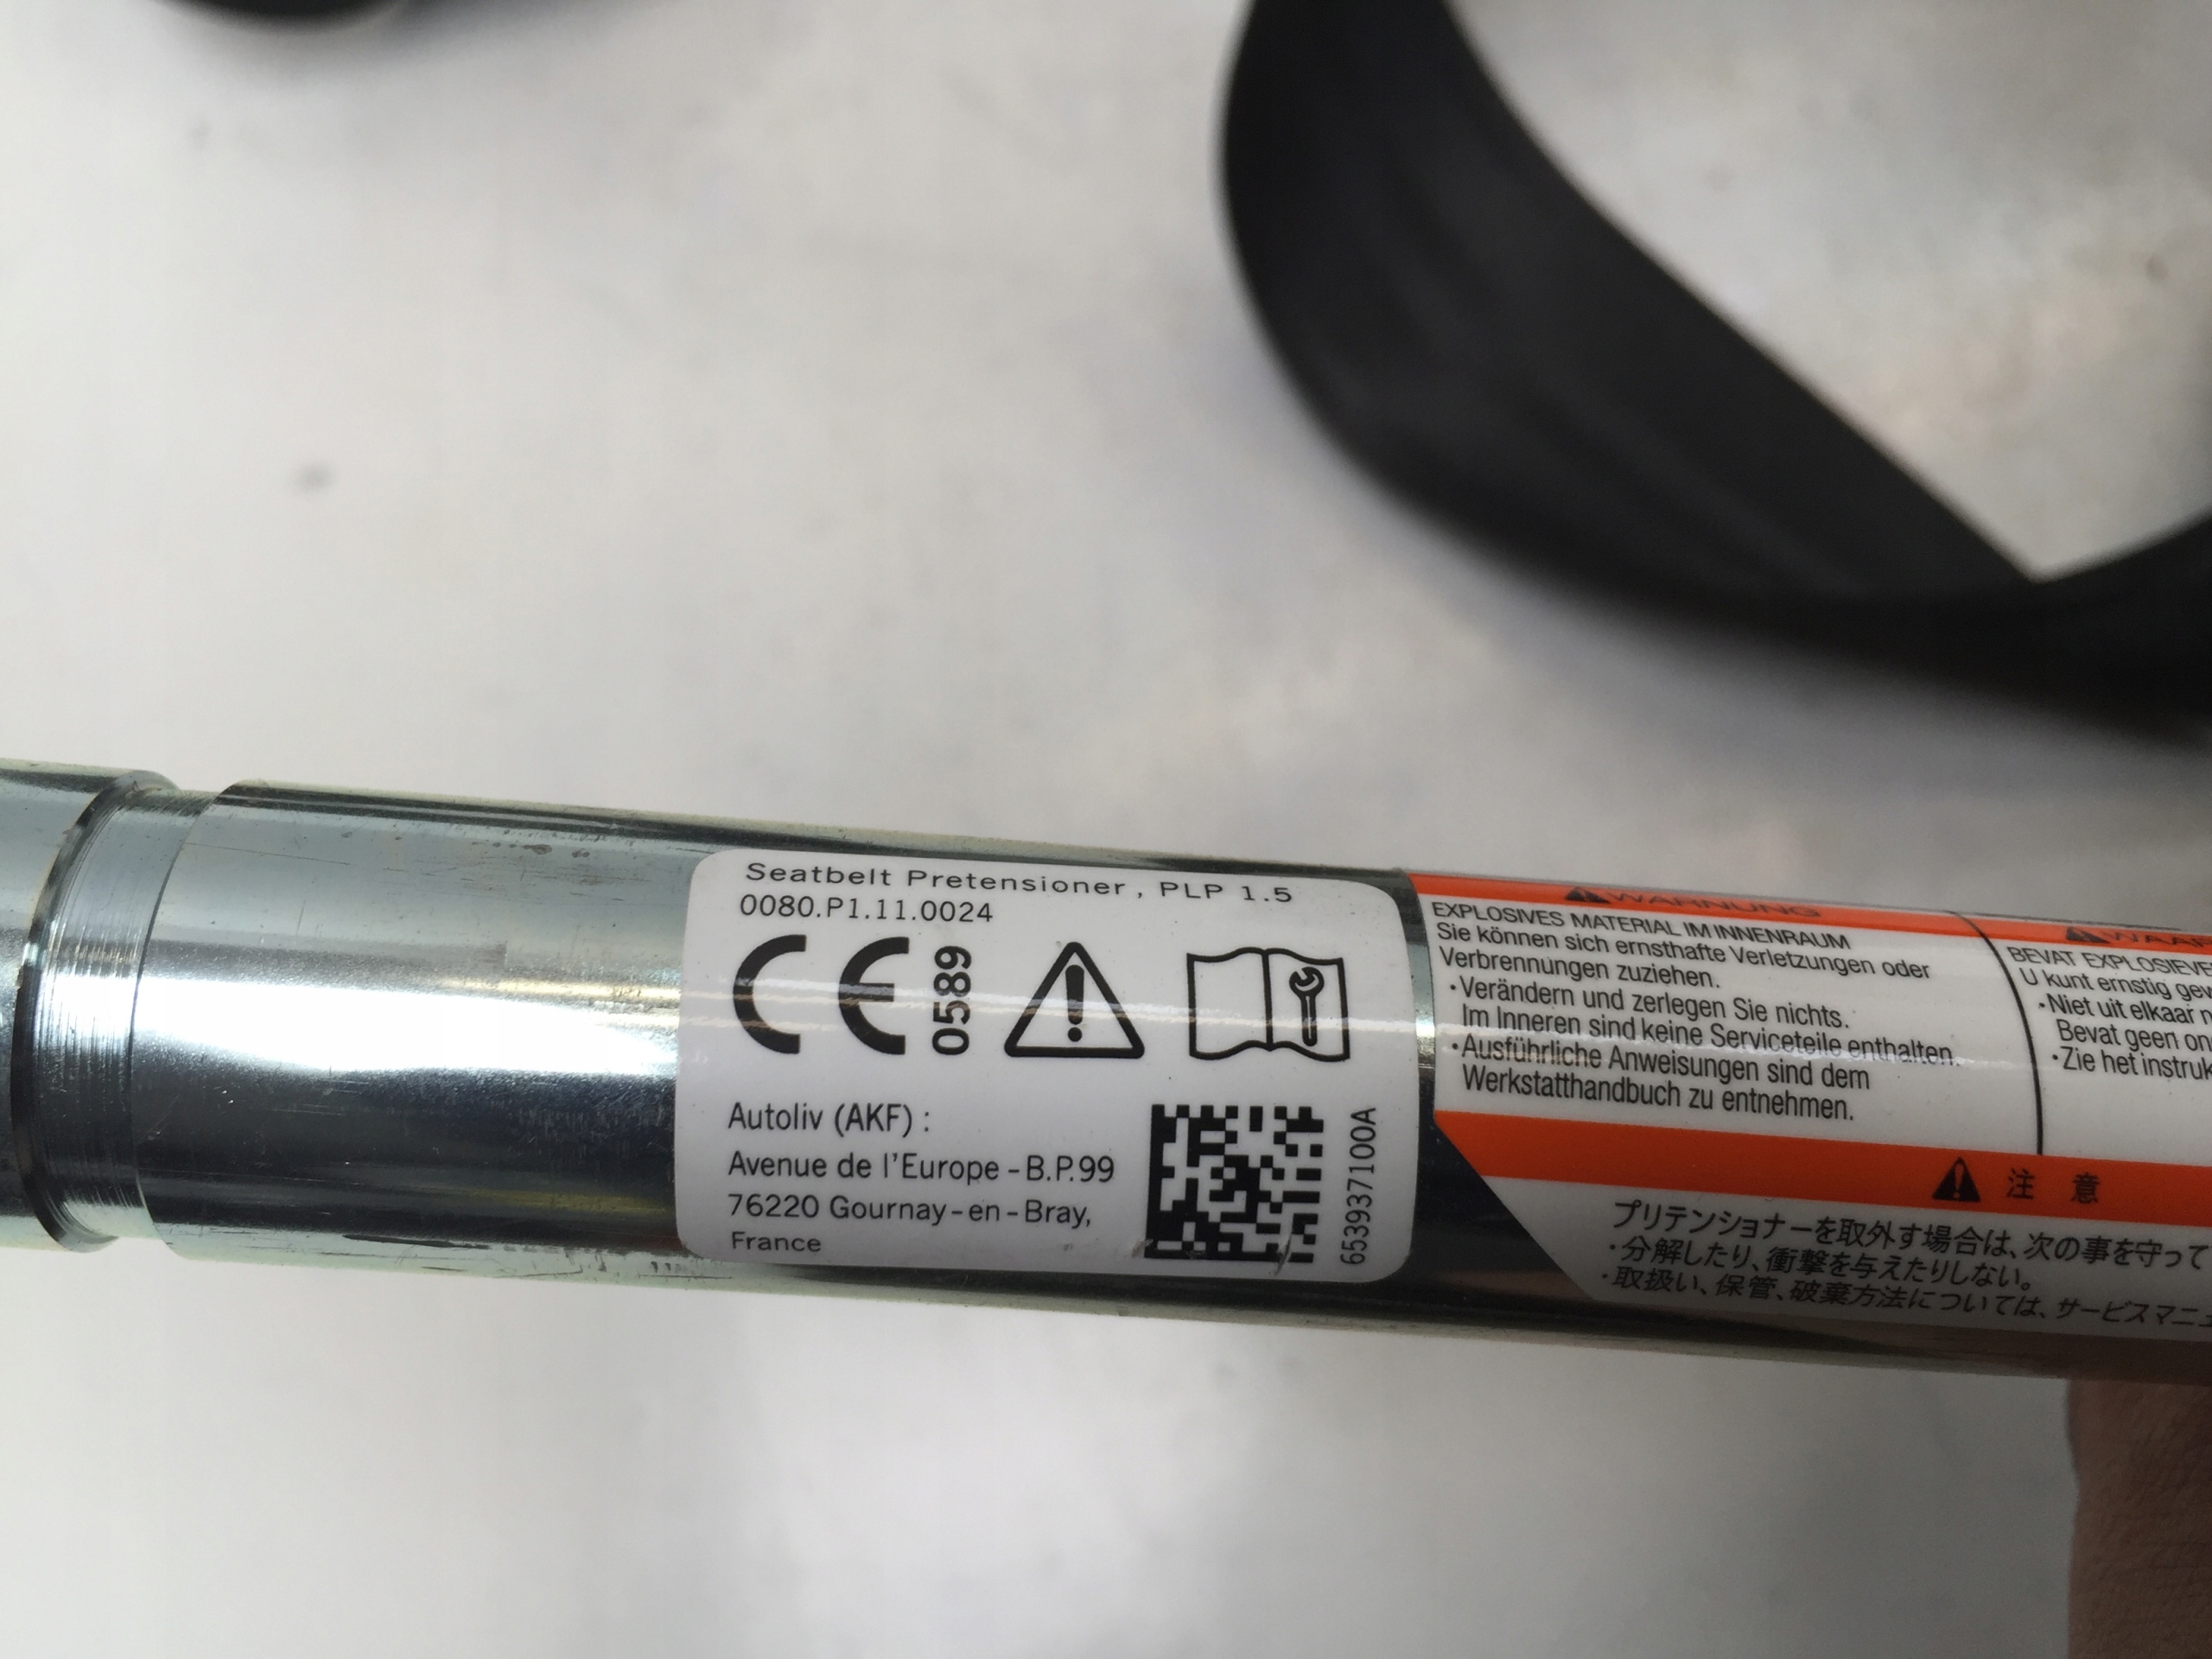 Seatbelt Pretensioner, PLP 1.5
0080.P1.11.0024
CE
0589
Autoliv (AKF) :
Avenue de l'Europe - B.P.99
76220 Gournay-en-Bray,
France
653937100A
WARNUNG
EXPLOSIVES MATERIAL IM INNENRAUM
Sie können sich ernsthafte Verletzungen oder
Verbrennungen zuziehen.
·Verändern und zerlegen Sie nichts.
Im Inneren sind keine Serviceteile enthalten.
·Ausführliche Anweisungen sind dem
Werkstatthandbuch zu entnehmen.
BEVAT EXPLOSIEVE
U kunt ernstig
·Niet uit elkaar
Bevat geen
·Zie het
注 意
プリテンショナーを取外す場合は、次の事を守って
・分解したり、衝撃を与えたりしない。
・取扱い、保管、破棄方法については、サービスマニュ